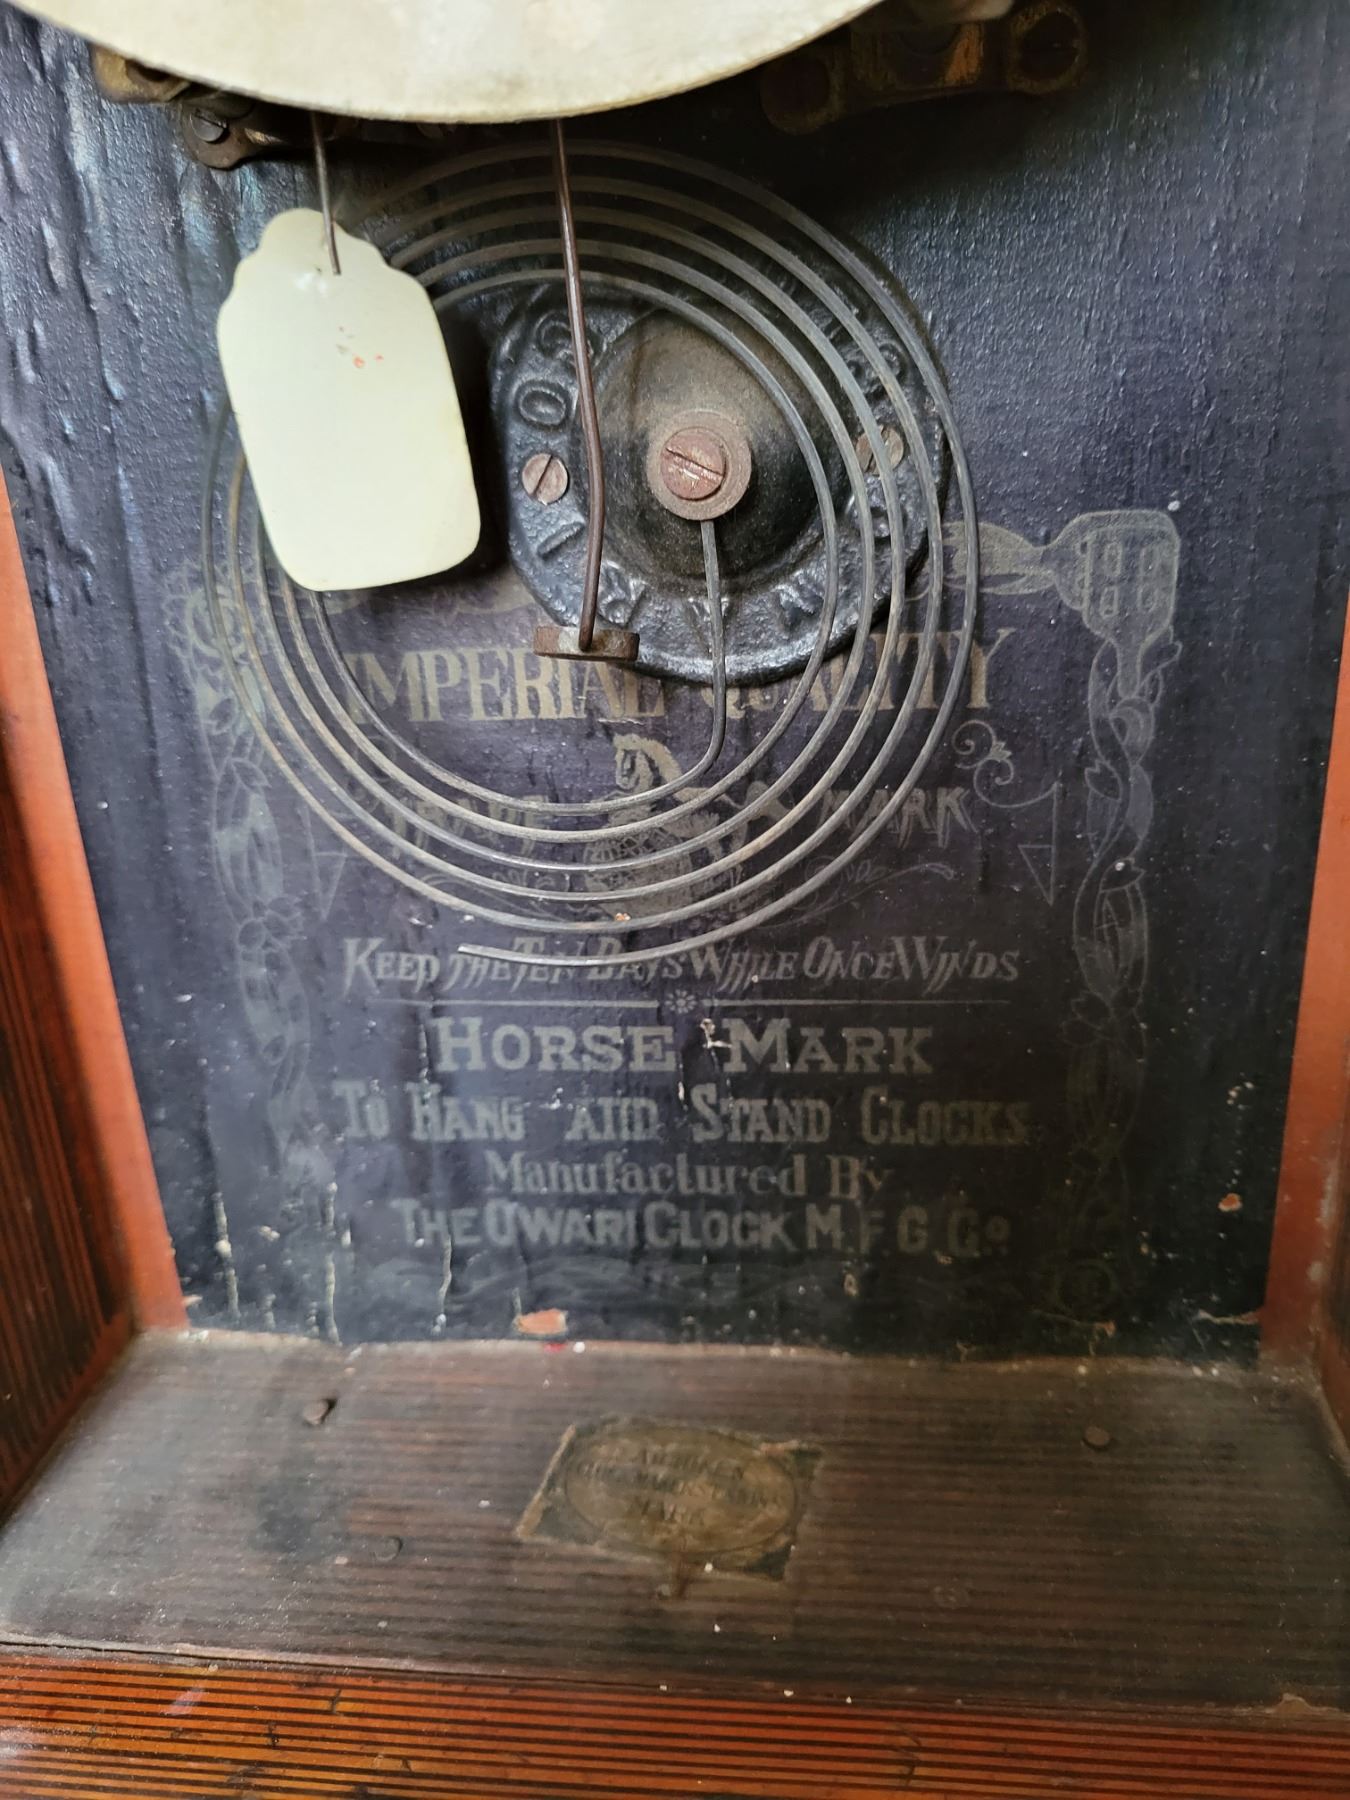 IMPERIAL QUALITY
TRADE MARK
KEEP THE TEN DAYS WHILE ONCE WINDS
HORSE MARK
TO HANG AND STAND CLOCKS
Manufactured By
THE OWARI CLOCK M.F.G. Co
MARK